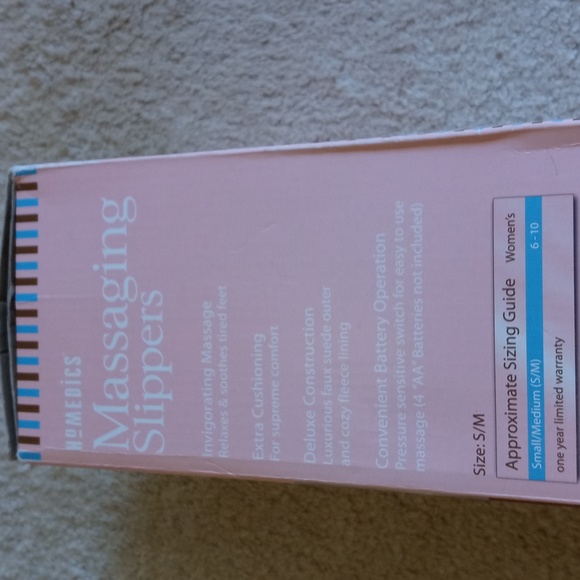 HOMEDICS
Massaging
Slippers
Invigorating Massage
Relaxes & soothes tired feet
Extra Cushioning
For super comfort
Deluxe Construction
Luxurious faux suede outer
and cozy fleece lining
Convenient Battery Operation
Pressure sensitive switch for easy to use
massage (4 "AA" Batteries not included)
Size: S/M
Approximate Sizing Guide Women's
Small/Medium (S/M) 6-10
one year limited warranty